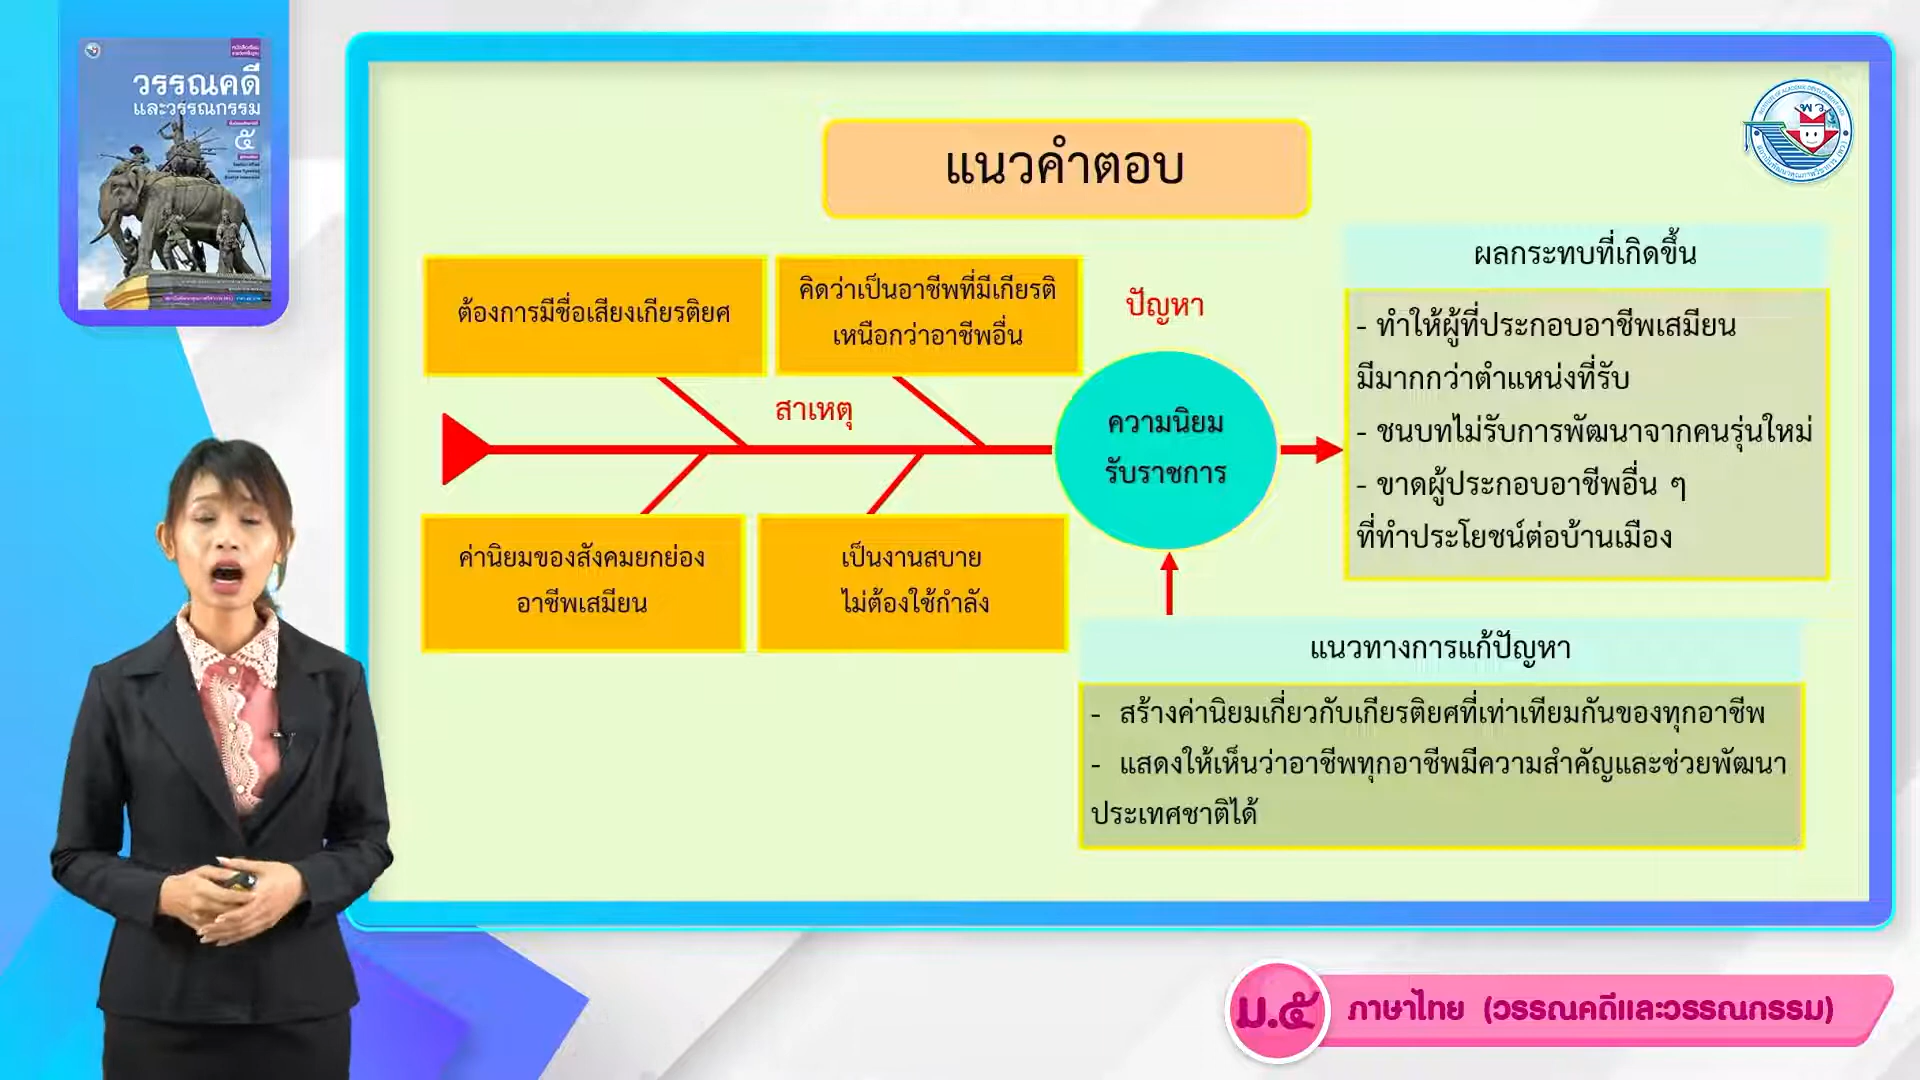 วรรณคดี
และวรรณกรรม
๕
แนวคำตอบ
ต้องการมีชื่อเสียงเกียรติยศ
คิดว่าเป็นอาชีพที่มีเกียรติ
เหนือกว่าอาชีพอื่น
สาเหตุ
ค่านิยมของสังคมยกย่อง
อาชีพเสมียน
เป็นงานสบาย
ไม่ต้องใช้กำลัง
ปัญหา
ความนิยม
รับราชการ
ผลกระทบที่เกิดขึ้น
- ทำให้ผู้ที่ประกอบอาชีพเสมียน
มีมากกว่าตำแหน่งที่รับ
- ชนบทไม่รับการพัฒนาจากคนรุ่นใหม่
- ขาดผู้ประกอบอาชีพอื่น ๆ
ที่ทำประโยชน์ต่อบ้านเมือง
แนวทางการแก้ปัญหา
- สร้างค่านิยมเกี่ยวกับเกียรติยศที่เท่าเทียมกันของทุกอาชีพ
- แสดงให้เห็นว่าอาชีพทุกอาชีพมีความสำคัญและช่วยพัฒนา
ประเทศชาติได้
พว
ม.๕
ภาษาไทย (วรรณคดีและวรรณกรรม)